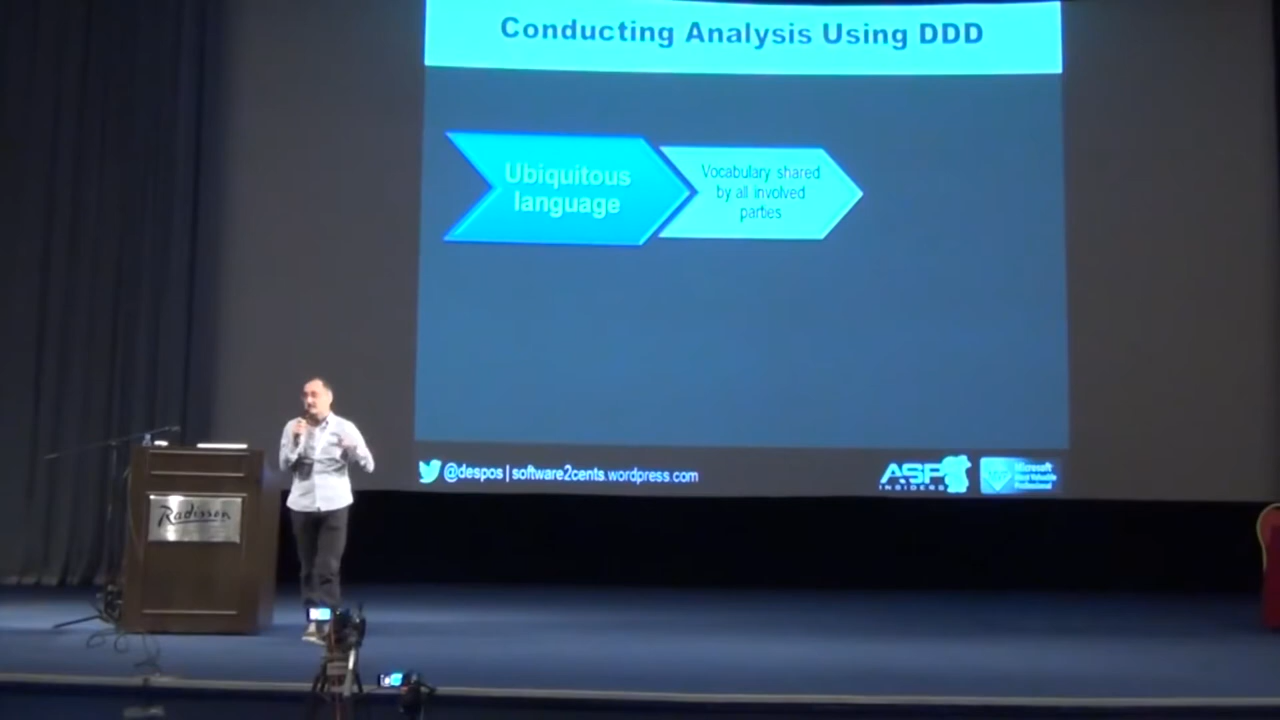 Conducting Analysis Using DDD
Ubiquitous
language
Vocabulary shared
by all involved
parties
@despos | software2cents.wordpress.com
ASP
INSIDERS
Microsoft
Radisson